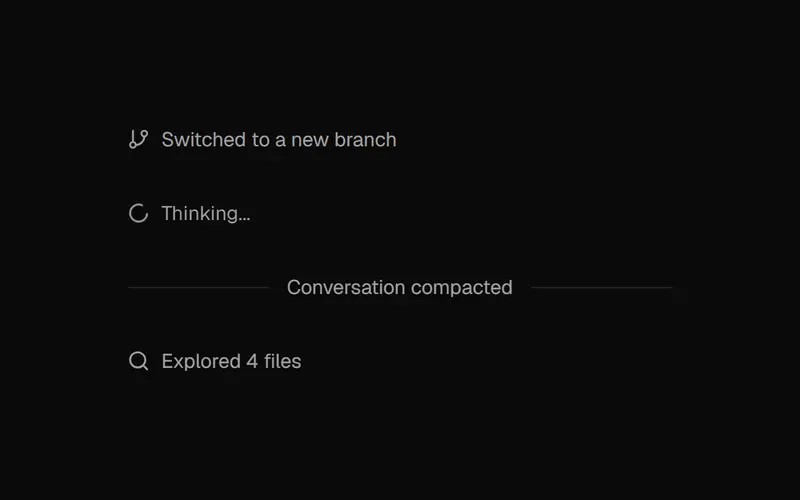 Switched to a new branch
Thinking...
Conversation compacted
Explored 4 files